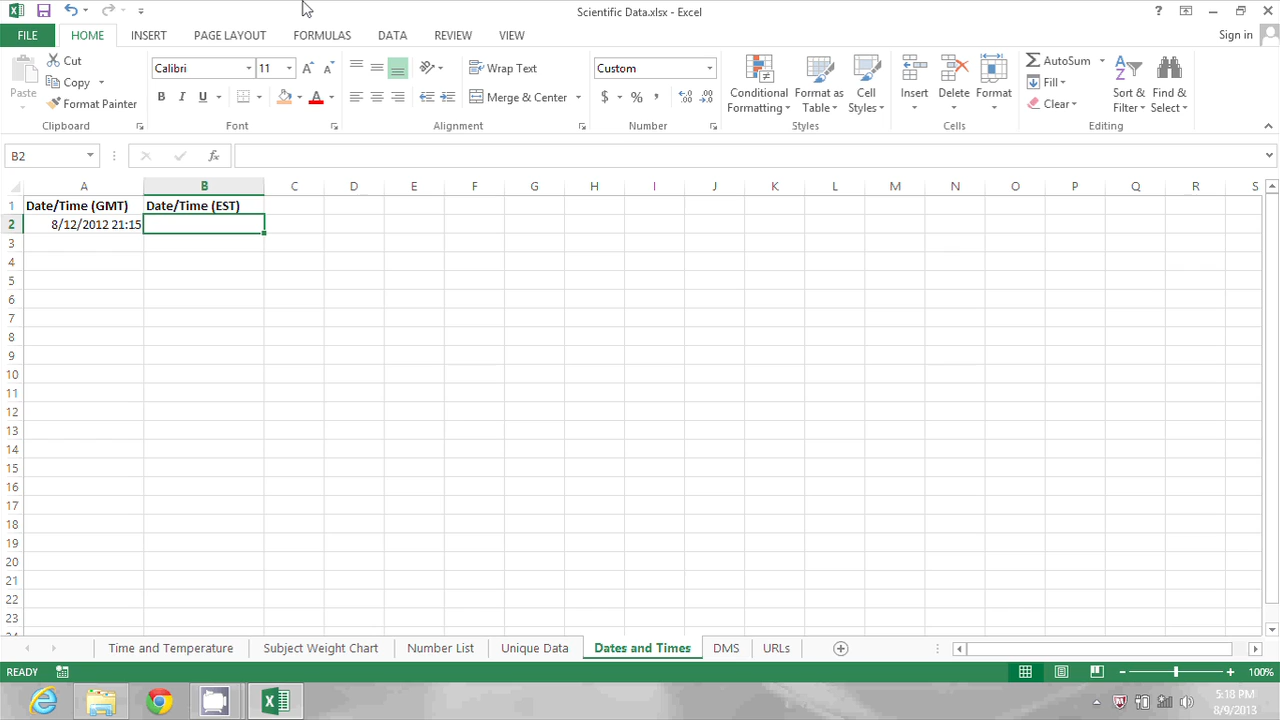 Scientific Data.xlsx - Excel
?
FILE HOME INSERT PAGE LAYOUT FORMULAS DATA REVIEW VIEW Sign in
Paste
Cut
Copy
Format Painter
Clipboard
Calibri 11
B I U
Font
Wrap Text
Merge & Center
Alignment
Custom
$ % ,
Number
Conditional Formatting
Format as Table
Cell Styles
Styles
Insert
Delete
Format
Cells
AutoSum
Fill
Clear
Sort & Filter
Find & Select
Editing
B2 fx
A B C D E F G H I J K L M N O P Q R S
1 Date/Time (GMT) Date/Time (EST)
2 8/12/2012 21:15
3
4
5
6
7
8
9
10
11
12
13
14
15
16
17
18
19
20
21
22
23
Time and Temperature Subject Weight Chart Number List Unique Data Dates and Times DMS URLs
READY 100%
5:18 PM
8/9/2013